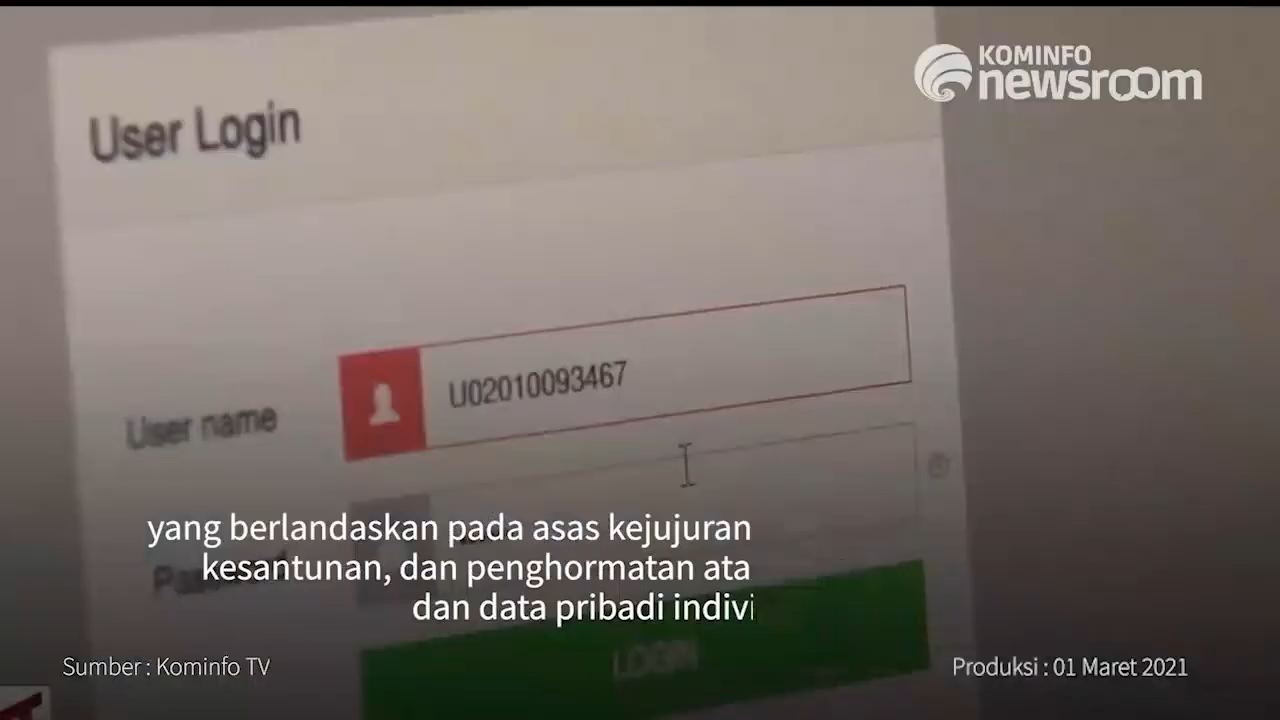 KOMINFO
newsroom
User Login
User name
U02010093467
yang berlandaskan pada asas kejujuran
kesantunan, dan penghormatan ata
dan data pribadi indivi
LOGIN
Sumber : Kominfo TV
Produksi : 01 Maret 2021